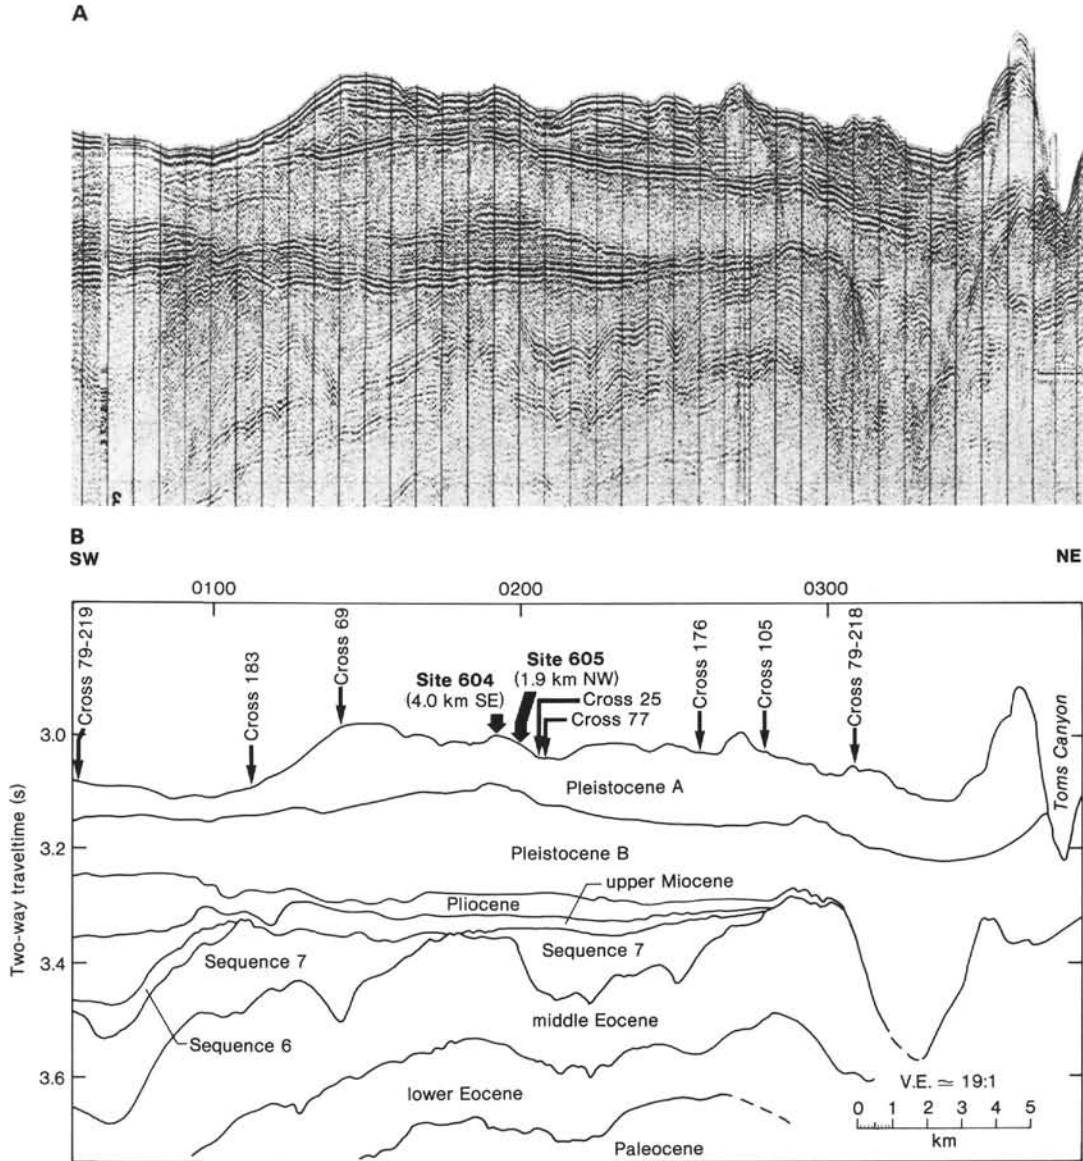 A
B
SW
NE
0100
0200
0300
Cross 79-219
Cross 183
Cross 69
Site 604
(4.0 km SE)
Site 605
(1.9 km NW)
Cross 25
Cross 77
Cross 176
Cross 105
Cross 79-218
Toms Canyon
Two-way traveltime (s)
3.0
3.2
3.4
3.6
Pleistocene A
Pleistocene B
upper Miocene
Pliocene
Sequence 7
Sequence 7
middle Eocene
Sequence 6
lower Eocene
Paleocene
V.E. ≃ 19:1
0 1 2 3 4 5
km